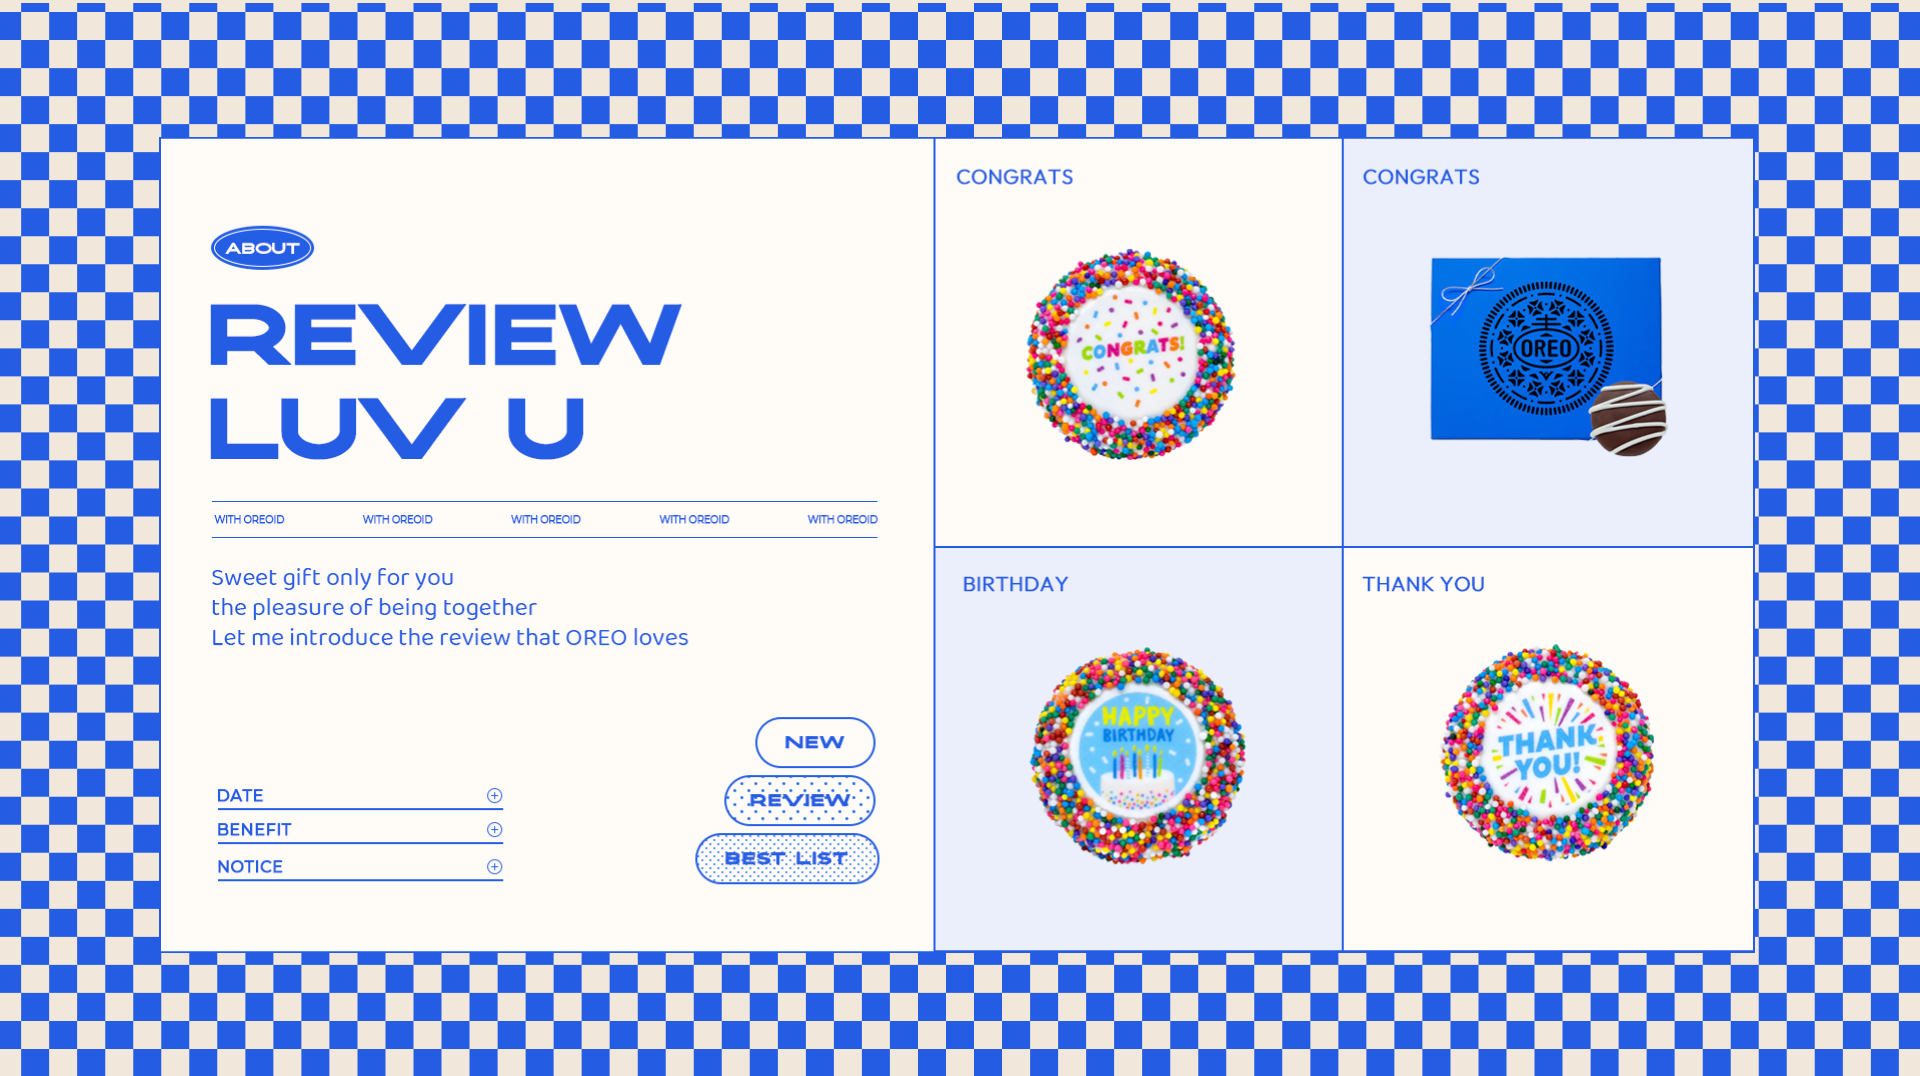 ABOUT
REVIEW
LUV U
WITH OREOID WITH OREOID WITH OREOID WITH OREOID WITH OREOID
Sweet gift only for you
the pleasure of being together
Let me introduce the review that OREO loves
DATE
BENEFIT
NOTICE
NEW
REVIEW
BEST LIST
CONGRATS
CONGRATS!
CONGRATS
OREO
BIRTHDAY
HAPPY
BIRTHDAY
THANK YOU
THANK
YOU!